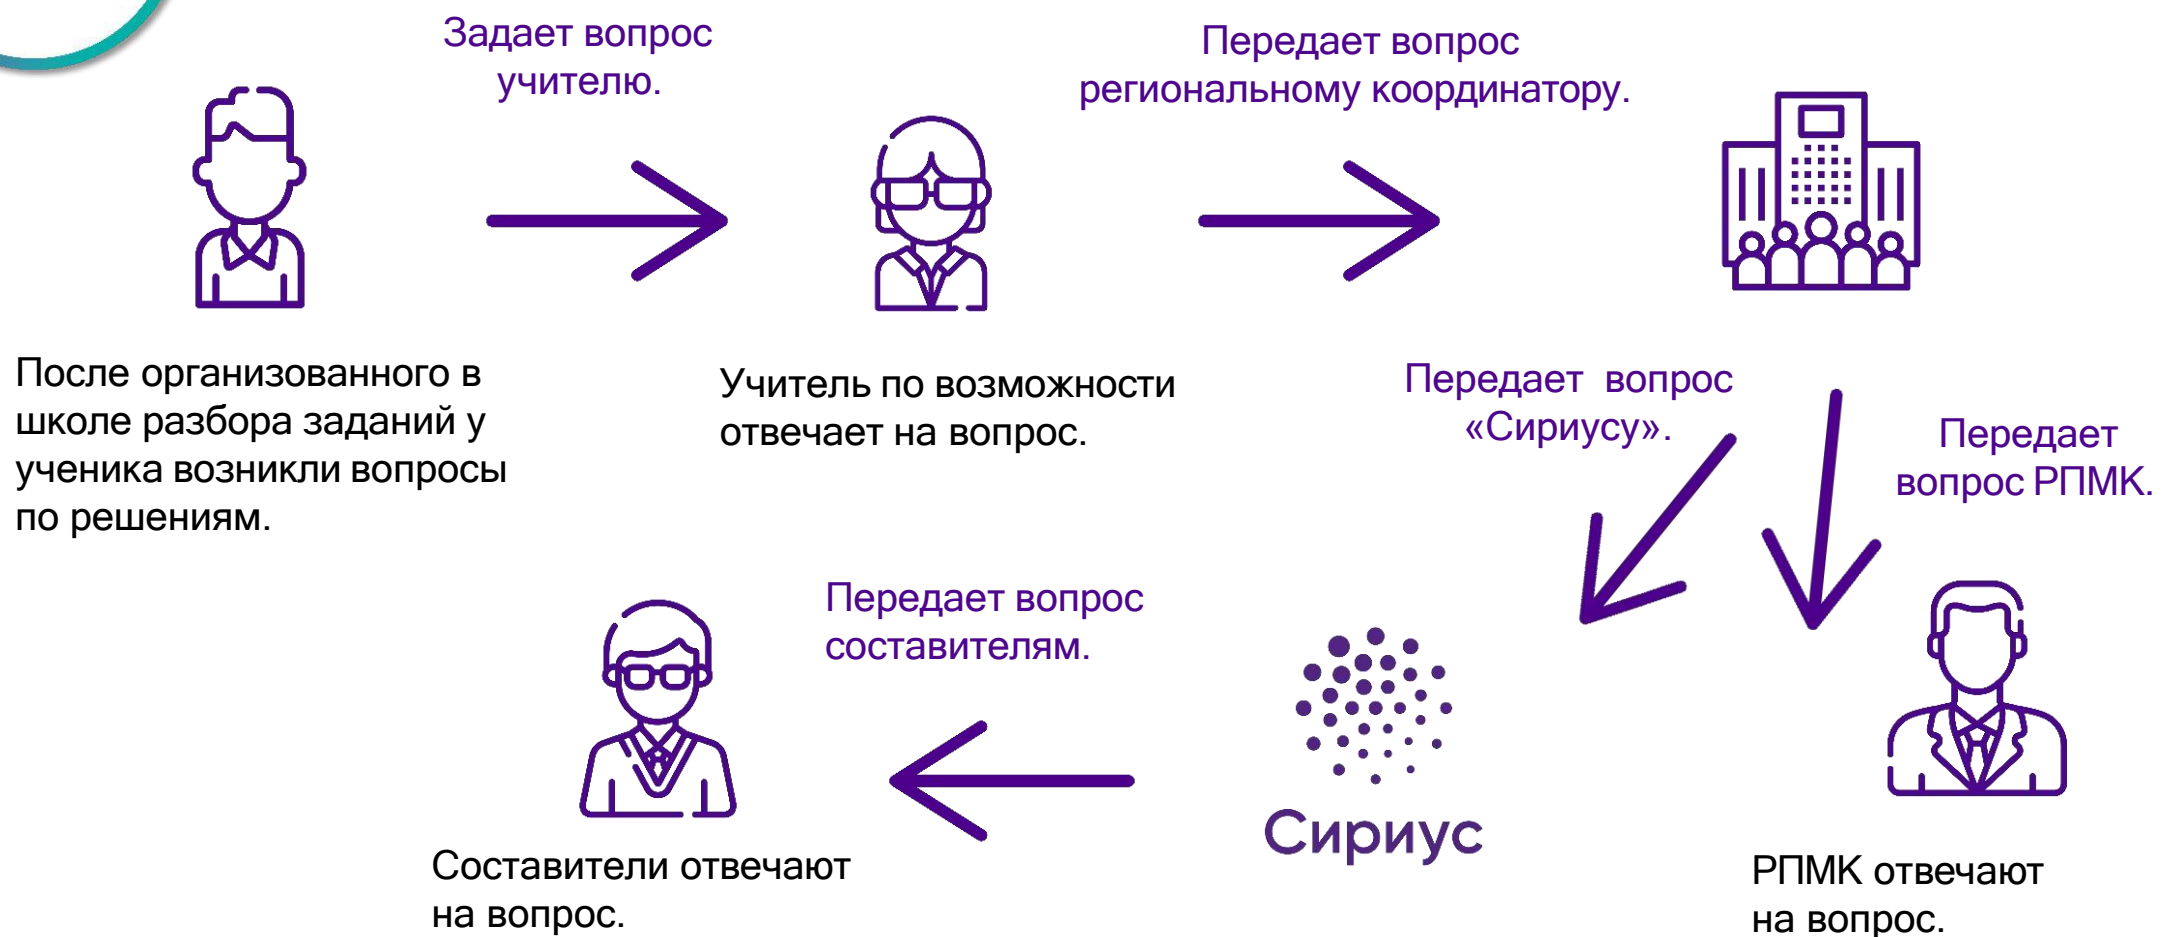 Задает вопрос
учителю.
Передает вопрос
региональному координатору.
После организованного в
школе разбора заданий у
ученика возникли вопросы
по решениям.
Учитель по возможности
отвечает на вопрос.
Передает вопрос
«Сириусу».
Передает
вопрос РПМК.
Передает вопрос
составителям.
Сириус
Составители отвечают
на вопрос.
РПМК отвечают
на вопрос.